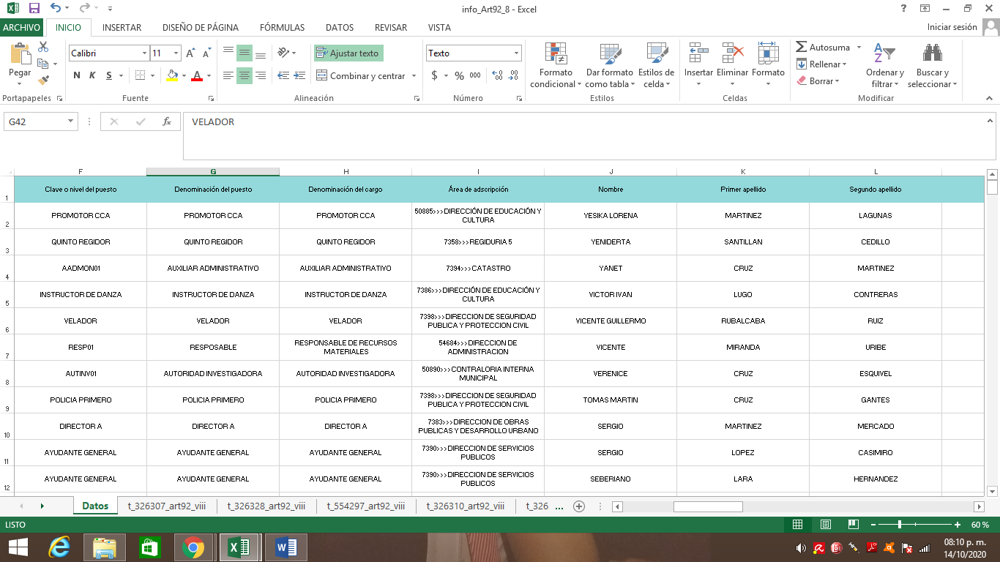 info_Art92_8 - Excel
ARCHIVO INICIO INSERTAR DISEÑO DE PÁGINA FÓRMULAS DATOS REVISAR VISTA Iniciar sesión
Pegar
Calibri 11
N K S
Ajustar texto
Combinar y centrar
Texto
$ % 000
Formato condicional
Dar formato como tabla
Estilos de celda
Insertar Eliminar Formato
Autosuma
Rellenar
Borrar
Ordenar y filtrar
Buscar y seleccionar
Portapapeles Fuente Alineación Número Estilos Celdas Modificar
G42 fx VELADOR
F G H I J K L
1 Clave o nivel del puesto Denominación del puesto Denominación del cargo Área de adscripción Nombre Primer apellido Segundo apellido
2 PROMOTOR CCA PROMOTOR CCA PROMOTOR CCA 50885>>>DIRECCIÓN DE EDUCACIÓN Y CULTURA YESIKA LORENA MARTINEZ LAGUNAS
3 QUINTO REGIDOR QUINTO REGIDOR QUINTO REGIDOR 7358>>>REGIDURIA 5 YENIDERTA SANTILLAN CEDILLO
4 AADMON01 AUXILIAR ADMINISTRATIVO AUXILIAR ADMINISTRATIVO 7394>>>CATASTRO YANET CRUZ MARTINEZ
5 INSTRUCTOR DE DANZA INSTRUCTOR DE DANZA INSTRUCTOR DE DANZA 7386>>>DIRECCIÓN DE EDUCACIÓN Y CULTURA VICTOR IVAN LUGO CONTRERAS
6 VELADOR VELADOR VELADOR 7398>>>DIRECCION DE SEGURIDAD PUBLICA Y PROTECCION CIVIL VICENTE GUILLERMO RUBALCABA RUIZ
7 RESP01 RESPOSABLE RESPONSABLE DE RECURSOS MATERIALES 54684>>>DIRECCION DE ADMINISTRACION VICENTE MIRANDA URIBE
8 AUTINV01 AUTORIDAD INVESTIGADORA AUTORIDAD INVESTIGADORA 50890>>>CONTRALORIA INTERNA MUNICIPAL VERENICE CRUZ ESQUIVEL
9 POLICIA PRIMERO POLICIA PRIMERO POLICIA PRIMERO 7398>>>DIRECCION DE SEGURIDAD PUBLICA Y PROTECCION CIVIL TOMAS MARTIN CRUZ GANTES
10 DIRECTOR A DIRECTOR A DIRECTOR A 7383>>>DIRECCION DE OBRAS PUBLICAS Y DESARROLLO URBANO SERGIO MARTINEZ MERCADO
11 AYUDANTE GENERAL AYUDANTE GENERAL AYUDANTE GENERAL 7390>>>DIRECCION DE SERVICIOS PUBLICOS SERGIO LOPEZ CASIMIRO
12 AYUDANTE GENERAL AYUDANTE GENERAL AYUDANTE GENERAL 7390>>>DIRECCION DE SERVICIOS PUBLICOS SEBERIANO LARA HERNANDEZ
Datos t_326307_art92_viii t_326328_art92_viii t_554297_art92_viii t_326310_art92_viii t_326 ...
LISTO 60 %
08:10 p. m.
14/10/2020